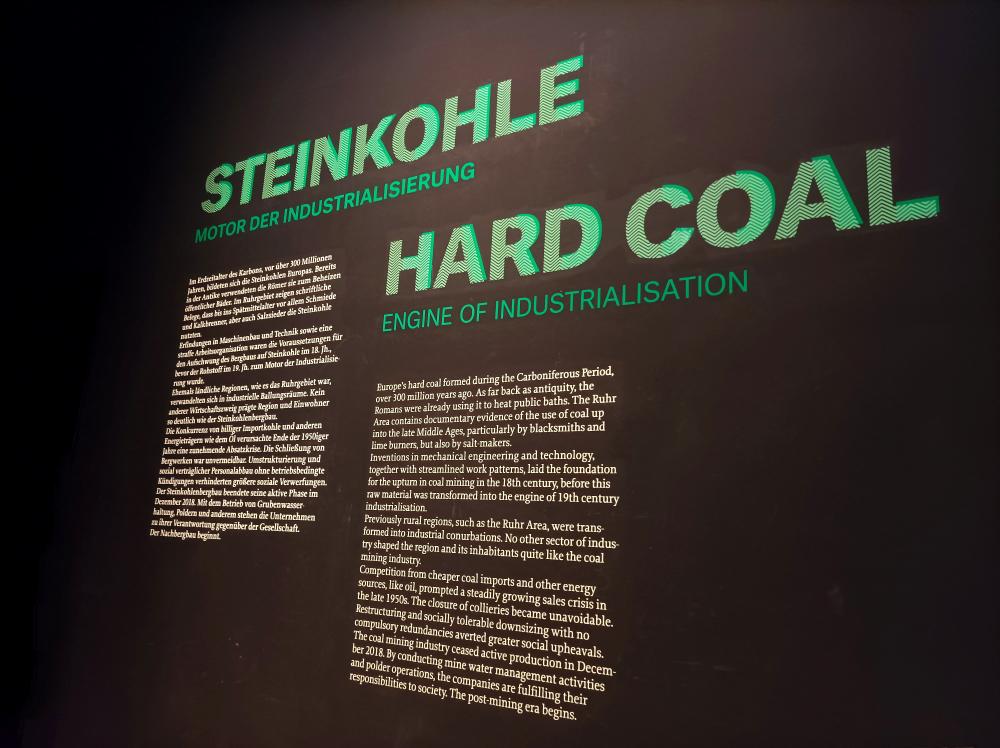 STEINKOHLE
MOTOR DER INDUSTRIALISIERUNG
Im Erdzeitalter des Karbons, vor über 300 Millionen
Jahren, bildeten sich die Steinkohlen Europas. Bereits
in der Antike verwendeten die Römer sie zum Beheizen
öffentlicher Bäder. Im Ruhrgebiet zeigen schriftliche
Belege, dass bis ins Spätmittelalter vor allem Schmiede
und Kalkbrenner, aber auch Salzsieder die Steinkohle
nutzten.
Erfindungen in Maschinenbau und Technik sowie eine
straffe Arbeitsorganisation waren die Voraussetzungen für
den Aufschwung des Bergbaus auf Steinkohle im 18. Jh.,
bevor der Rohstoff im 19. Jh. zum Motor der Industrialisie-
rung wurde.
Ehemals ländliche Regionen, wie es das Ruhrgebiet war,
verwandelten sich in industrielle Ballungsräume. Kein
anderer Wirtschaftszweig prägte Region und Einwohner
so deutlich wie der Steinkohlenbergbau.
Die Konkurrenz von billiger Importkohle und anderen
Energieträgern wie dem Öl verursachte Ende der 1950iger
Jahre eine zunehmende Absatzkrise. Die Schließung von
Bergwerken war unvermeidbar. Umstrukturierung und
sozial verträglicher Personalabbau ohne betriebsbedingte
Kündigungen verhinderten größere soziale Verwerfungen.
Der Steinkohlenbergbau beendete seine aktive Phase im
Dezember 2018. Mit dem Betrieb von Grubenwasser-
haltung, Poldern und anderem stehen die Unternehmen
zu ihrer Verantwortung gegenüber der Gesellschaft.
Der Nachbergbau beginnt.
HARD COAL
ENGINE OF INDUSTRIALISATION
Europe's hard coal formed during the Carboniferous Period,
over 300 million years ago. As far back as antiquity, the
Romans were already using it to heat public baths. The Ruhr
Area contains documentary evidence of the use of coal up
into the late Middle Ages, particularly by blacksmiths and
lime burners, but also by salt-makers.
Inventions in mechanical engineering and technology,
together with streamlined work patterns, laid the foundation
for the upturn in coal mining in the 18th century, before this
raw material was transformed into the engine of 19th century
industrialisation.
Previously rural regions, such as the Ruhr Area, were trans-
formed into industrial conurbations. No other sector of indus-
try shaped the region and its inhabitants quite like the coal
mining industry.
Competition from cheaper coal imports and other energy
sources, like oil, prompted a steadily growing sales crisis in
the late 1950s. The closure of collieries became unavoidable.
Restructuring and socially tolerable downsizing with no
compulsory redundancies averted greater social upheavals.
The coal mining industry ceased active production in Decem-
ber 2018. By conducting mine water management activities
and polder operations, the companies are fulfilling their
responsibilities to society. The post-mining era begins.